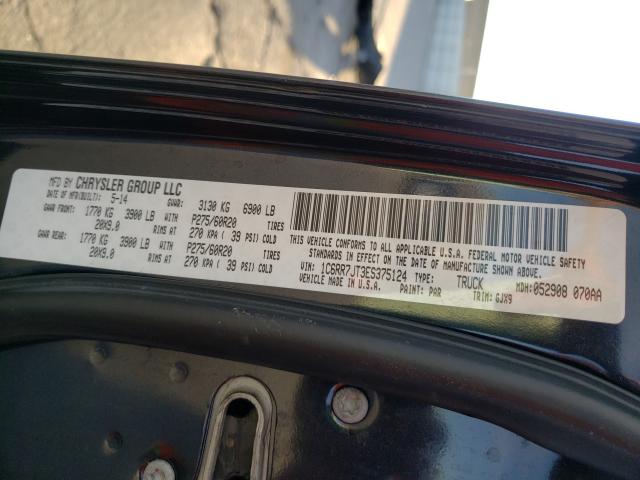 MFD BY CHRYSLER GROUP LLC
DATE OF MFR(BUILT): 5-14 GVWR: 3130 KG 6900 LB
GAWR FRONT: 1770 KG 3900 LB WITH P275/60R20 TIRES
20X9.0 RIMS AT 270 KPA ( 39 PSI) COLD
GAWR REAR: 1770 KG 3900 LB WITH P275/60R20 TIRES
20X9.0 RIMS AT 270 KPA ( 39 PSI) COLD
THIS VEHICLE CONFORMS TO ALL APPLICABLE U.S.A. FEDERAL MOTOR VEHICLE SAFETY
STANDARDS IN EFFECT ON THE DATE OF MANUFACTURE SHOWN ABOVE.
VIN: 1C6RR7JT3ES375124 TYPE: TRUCK MDH: 052908 070AA
VEHICLE MADE IN U.S.A. PAINT: PAR TRIM: GJX9